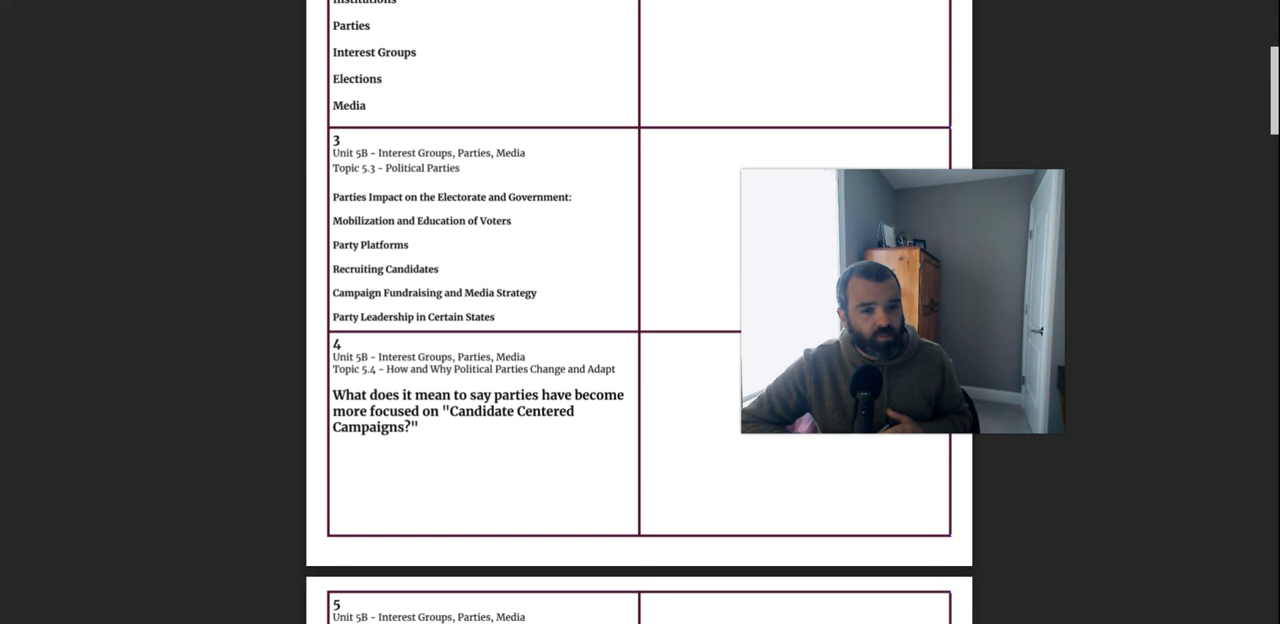 Institutions
Parties
Interest Groups
Elections
Media
3
Unit 5B - Interest Groups, Parties, Media
Topic 5.3 - Political Parties
Parties Impact on the Electorate and Government:
Mobilization and Education of Voters
Party Platforms
Recruiting Candidates
Campaign Fundraising and Media Strategy
Party Leadership in Certain States
4
Unit 5B - Interest Groups, Parties, Media
Topic 5.4 - How and Why Political Parties Change and Adapt
What does it mean to say parties have become
more focused on "Candidate Centered
Campaigns?"
5
Unit 5B - Interest Groups, Parties, Media